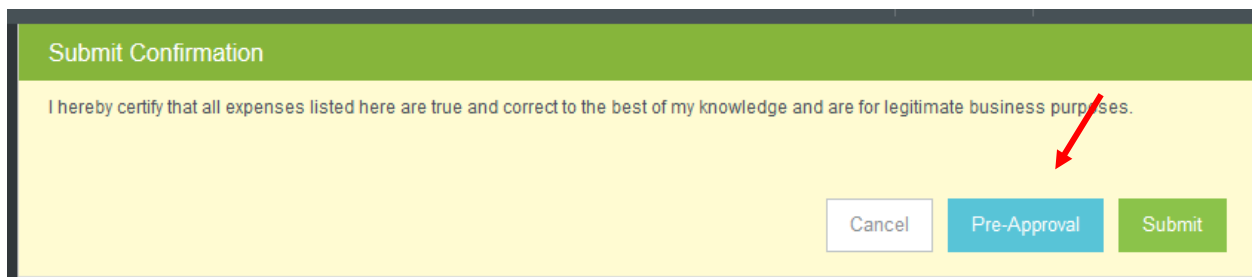 Submit Confirmation
I hereby certify that all expenses listed here are true and correct to the best of my knowledge and are for legitimate business purposes.
Cancel Pre-Approval Submit